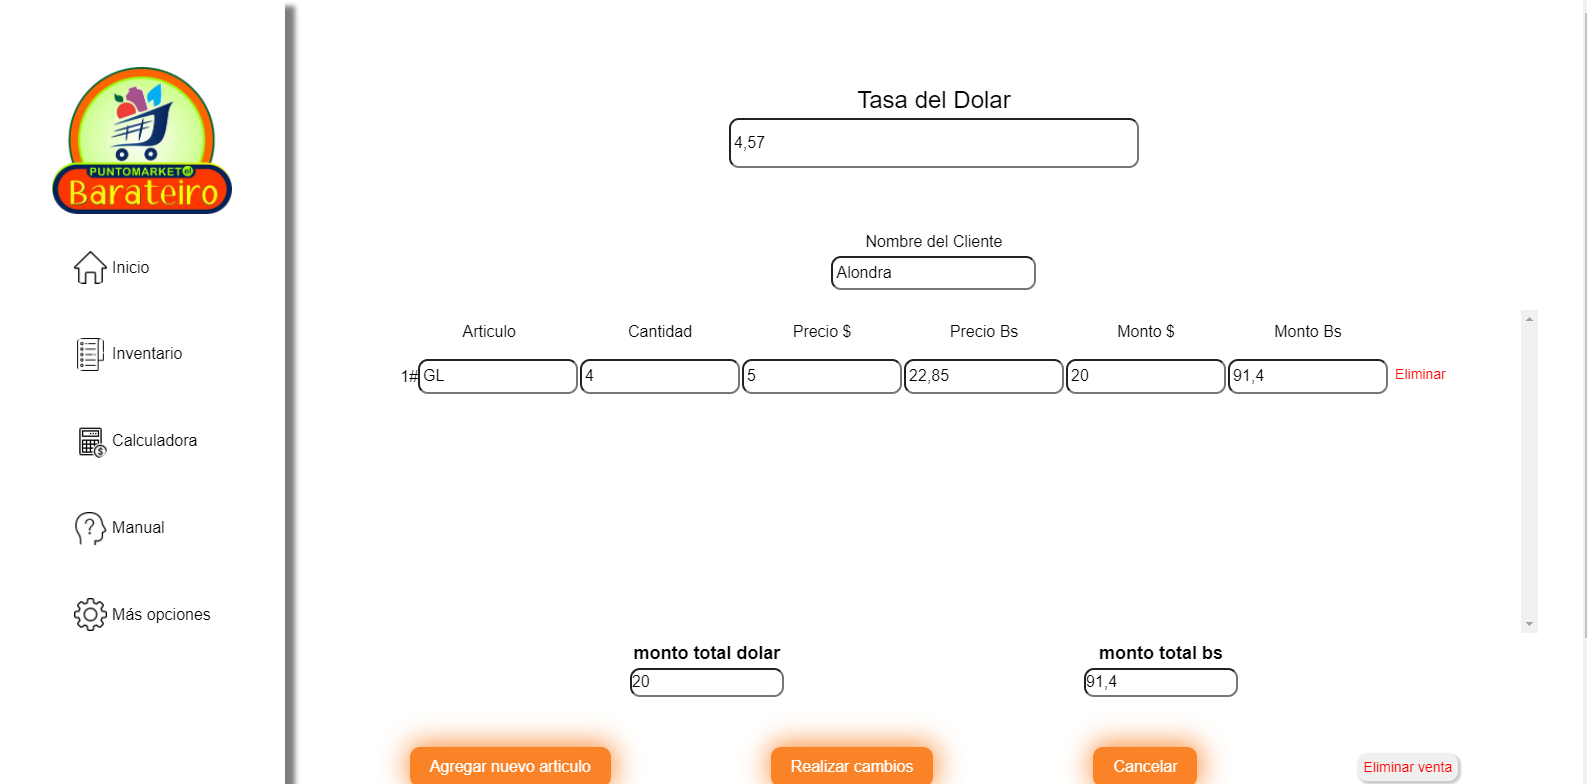 PUNTOMARKET el
Barateiro
Inicio
Inventario
Calculadora
Manual
Más opciones
Tasa del Dolar
4,57
Nombre del Cliente
Alondra
Articulo Cantidad Precio $ Precio Bs Monto $ Monto Bs
1# GL 4 5 22,85 20 91,4 Eliminar
monto total dolar monto total bs
20 91,4
Agregar nuevo articulo Realizar cambios Cancelar Eliminar venta